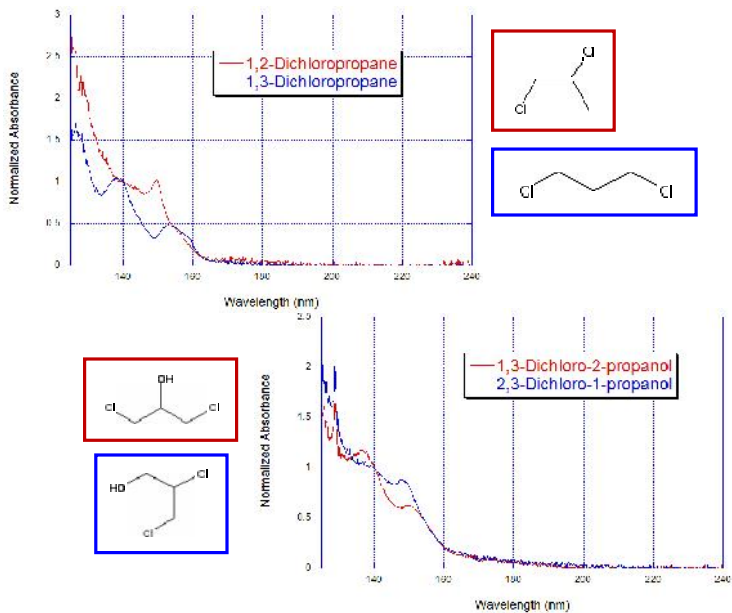 3
2.5
2
1.5
1
0.5
0
140 160 180 200 220 240
Normalized Absorbance
Wavelength (nm)
1,2-Dichloropropane
1,3-Dichloropropane
Cl
Cl
Cl Cl
OH
Cl Cl
HO Cl
Cl
2.5
2
1.5
1
0.5
0
140 160 180 200 220 240
Normalized Absorbance
Wavelength (nm)
1,3-Dichloro-2-propanol
2,3-Dichloro-1-propanol